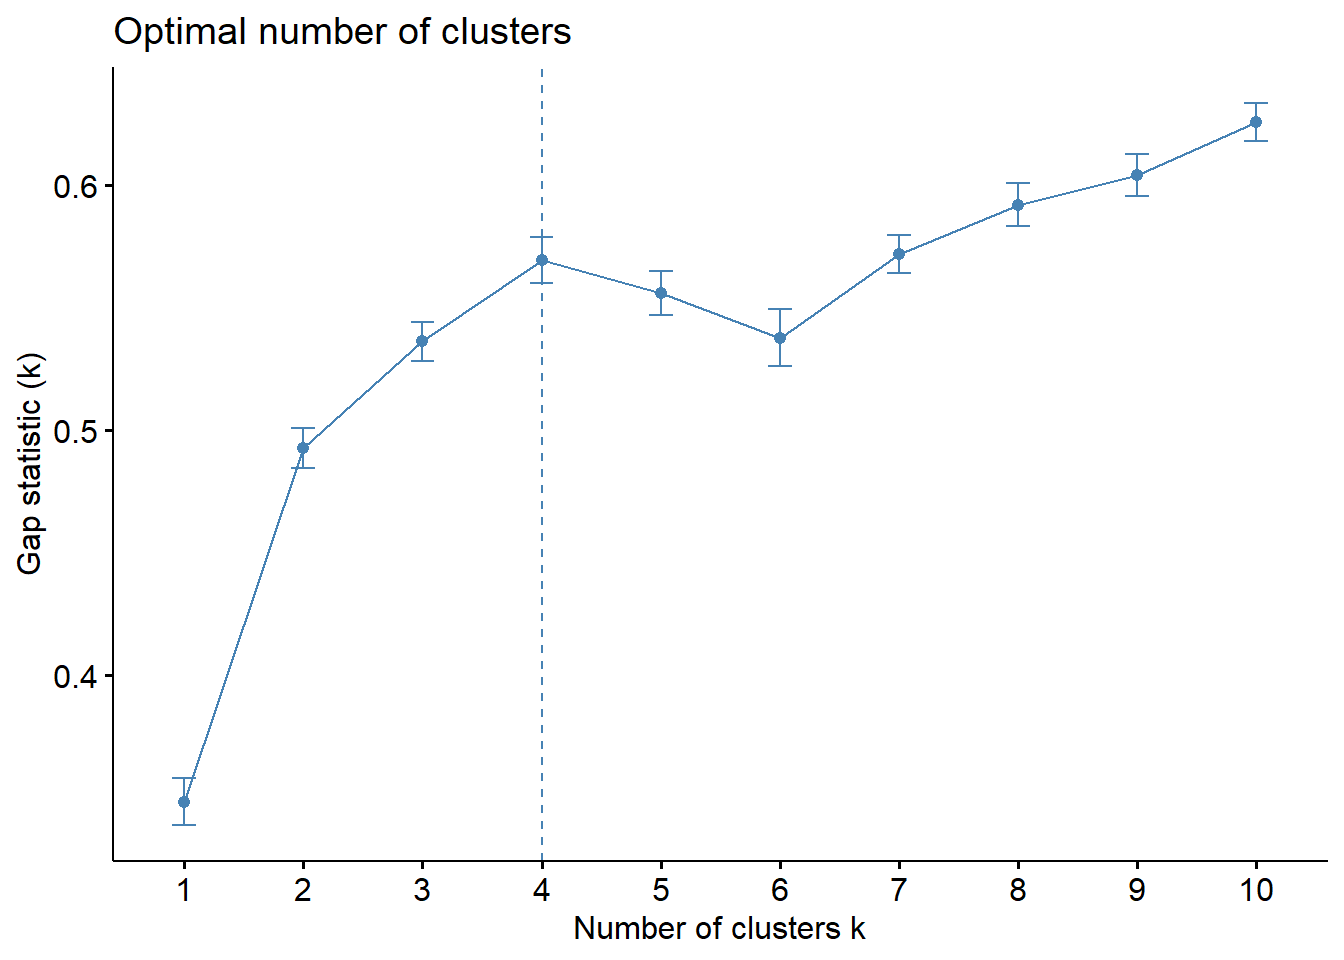 Optimal number of clusters
Gap statistic (k)
0.6
0.5
0.4
1 2 3 4 5 6 7 8 9 10
Number of clusters k